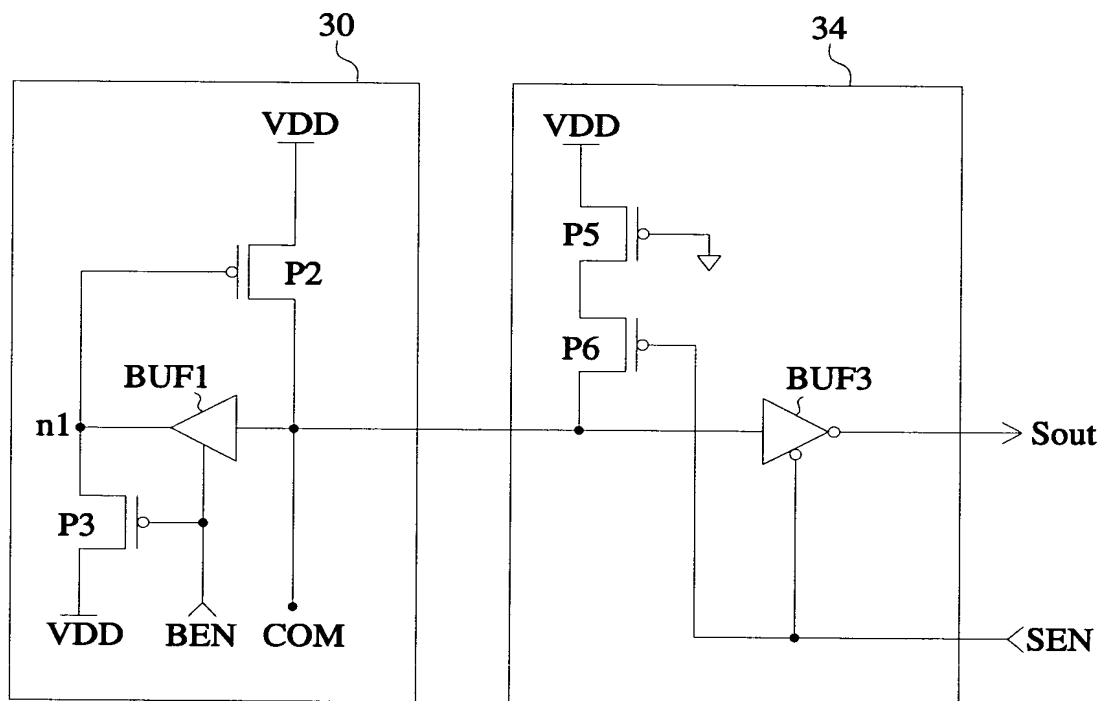 30
34
VDD
VDD
P5
P2
P6
BUF1
BUF3
n1
Sout
P3
VDD
BEN
COM
SEN